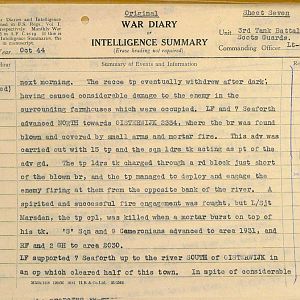 Original
Sheet Seven
WAR DIARY
of
INTELLIGENCE SUMMARY
(Erase heading not required).
Unit 3rd Tank Battal
Scots Guards.
Commanding Officer Lt-
Oct 44
Hour
Summary of Events and Information
next morning. The recce tp eventually withdrew after dark,
having caused considerable damage to the enemy in the
surrounding farmhouses which were occupied. LF and 7 Seaforth
advanced NORTH towards OISTERWIJK 2334, where the br was found
blown and covered by small arms and mortar fire. This adv was
carried out with 15 tp and the sqn ldrs tk acting as pt of the
adv gd. The tp ldrs tk charged through a rd block just short
of the blown br, and the tp managed to deploy and engage the
enemy firing at them from the opposite bank of the river. A
spirited and successful fire engagement was fought, but L/Sjt
Marsden, the tp cpl, was killed when a mortar burst on top of
his tk. 'S' Sqn and 9 Cameronians advanced to area 1931, and
RF and 2 GH to area 2030.
LF supported 7 Seaforth up to the river SOUTH of OISTERWIJK in
an op which cleared half of this town. In spite of considerable